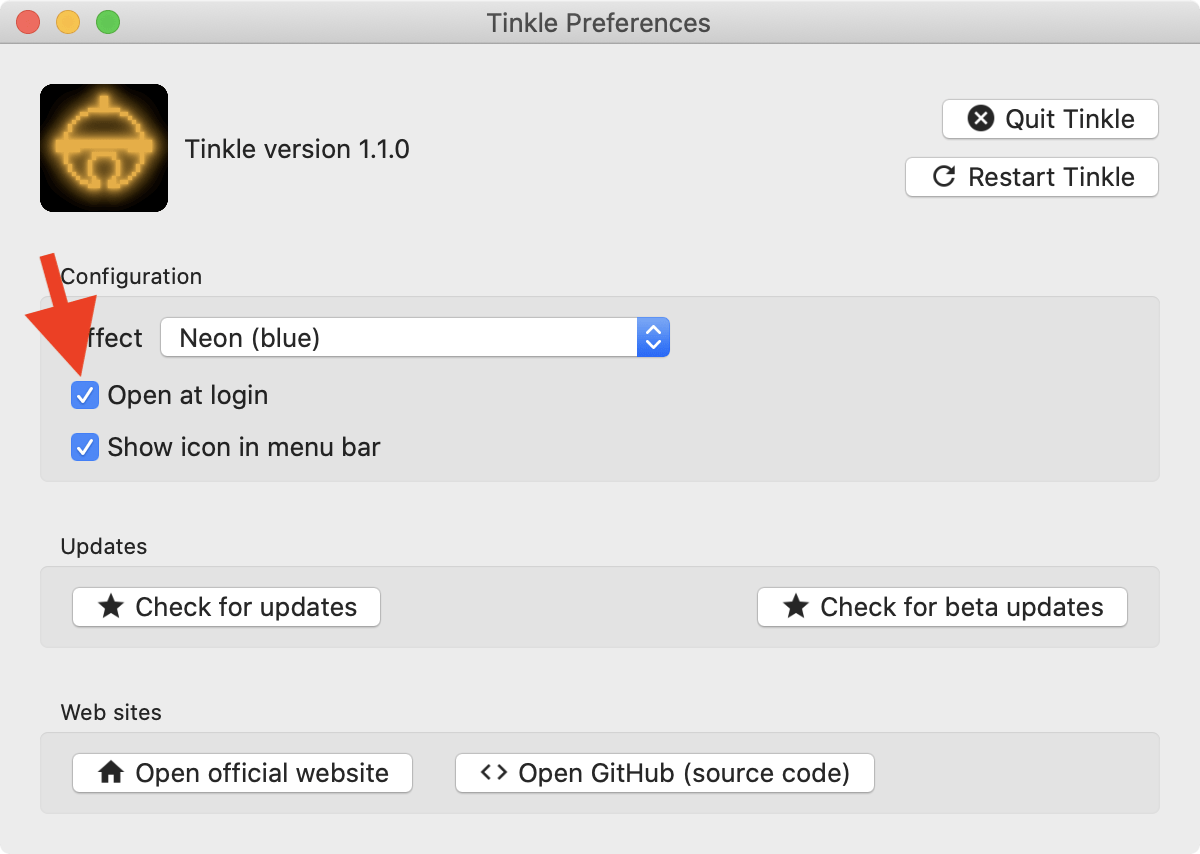 Tinkle Preferences
Tinkle version 1.1.0
Quit Tinkle
Restart Tinkle
Configuration
ffect Neon (blue)
Open at login
Show icon in menu bar
Updates
Check for updates Check for beta updates
Web sites
Open official website Open GitHub (source code)